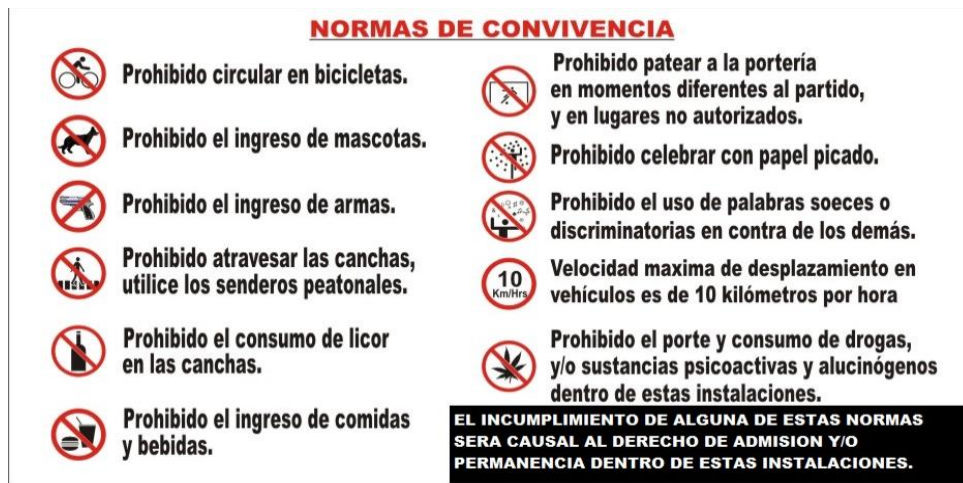 NORMAS DE CONVIVENCIA
Prohibido circular en bicicletas.
Prohibido el ingreso de mascotas.
Prohibido el ingreso de armas.
Prohibido atravesar las canchas,
utilice los senderos peatonales.
Prohibido el consumo de licor
en las canchas.
Prohibido el ingreso de comidas
y bebidas.
Prohibido patear a la portería
en momentos diferentes al partido,
y en lugares no autorizados.
Prohibido celebrar con papel picado.
Prohibido el uso de palabras soeces o
discriminatorias en contra de los demás.
10
Km/Hrs
Velocidad maxima de desplazamiento en
vehículos es de 10 kilómetros por hora
Prohibido el porte y consumo de drogas,
y/o sustancias psicoactivas y alucinógenos
dentro de estas instalaciones.
EL INCUMPLIMIENTO DE ALGUNA DE ESTAS NORMAS
SERA CAUSAL AL DERECHO DE ADMISION Y/O
PERMANENCIA DENTRO DE ESTAS INSTALACIONES.